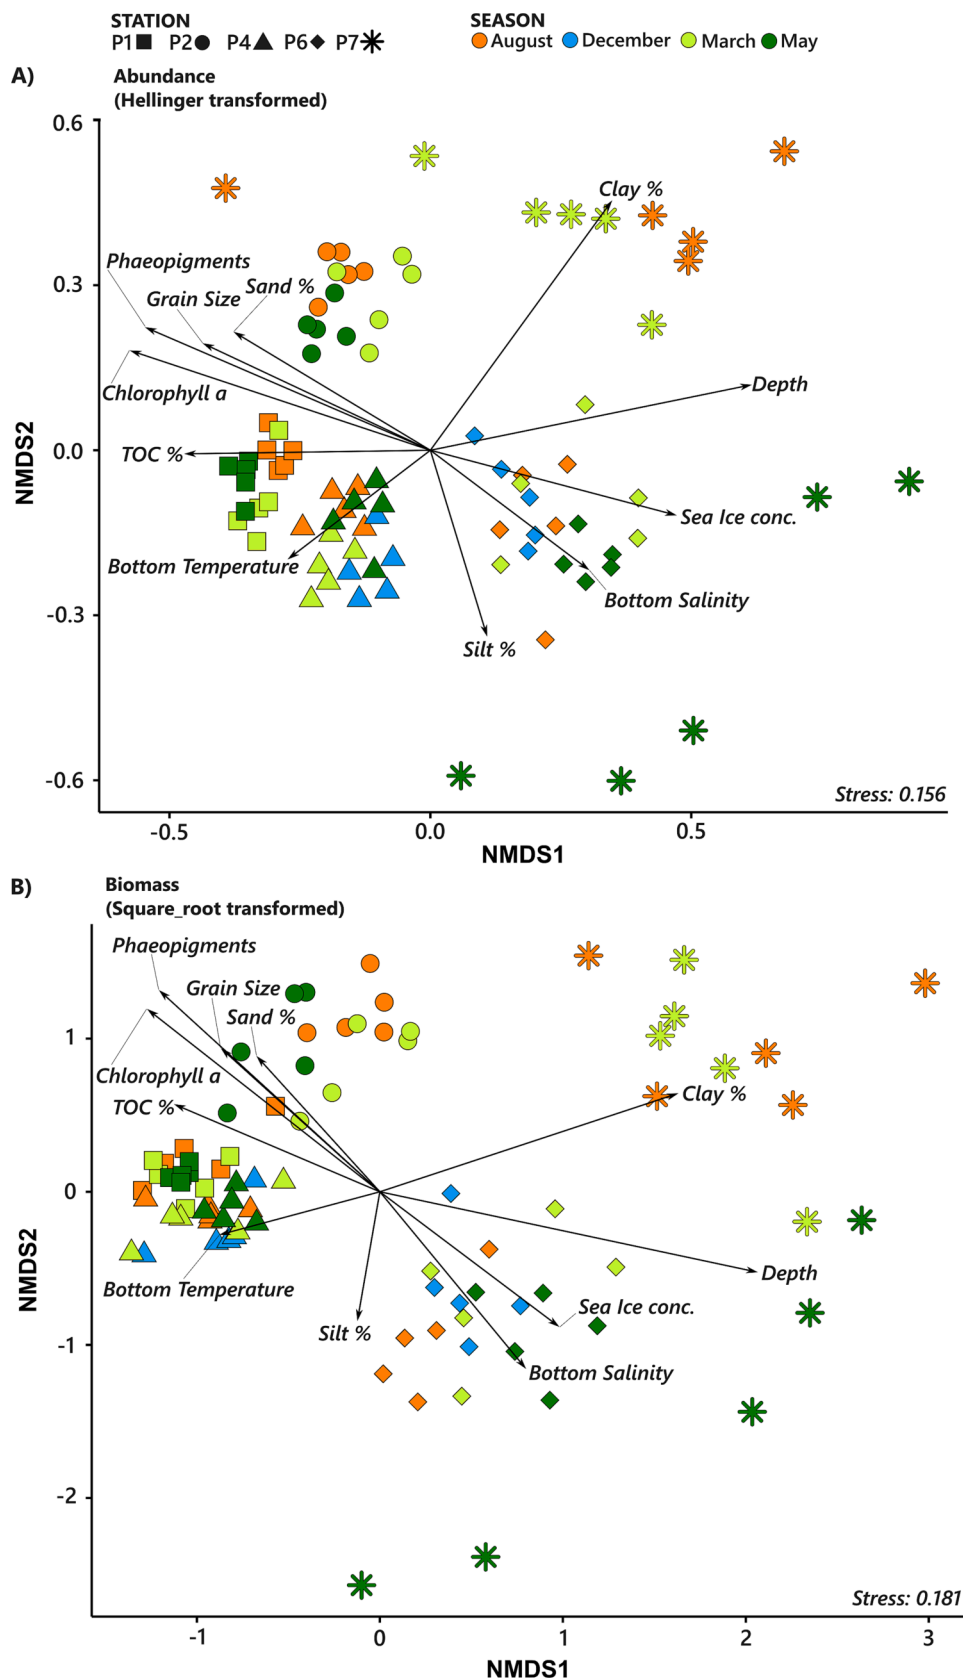 STATION
P1 P2 P4 P6 P7
SEASON
August December March May
A)
Abundance
(Hellinger transformed)
0.6
0.3
0.0
-0.3
-0.6
NMDS2
Clay %
Phaeopigments
Grain Size
Sand %
Chlorophyll a
Depth
TOC %
Sea Ice conc.
Bottom Temperature
Bottom Salinity
Silt %
Stress: 0.156
-0.5
0.0
0.5
NMDS1
B)
Biomass
(Square_root transformed)
Phaeopigments
Grain Size
Sand %
1
Chlorophyll a
TOC %
Clay %
0
NMDS2
Bottom Temperature
Depth
Sea Ice conc.
Silt %
-1
Bottom Salinity
-2
Stress: 0.181
-1
0
1
2
3
NMDS1